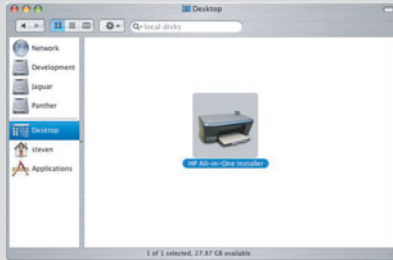 Desktop
local disks
Network
Development
Jaguar
Panther
Desktop
steven
Applications
HP All-in-One Installer
1 of 1 selected, 27.87 GB available